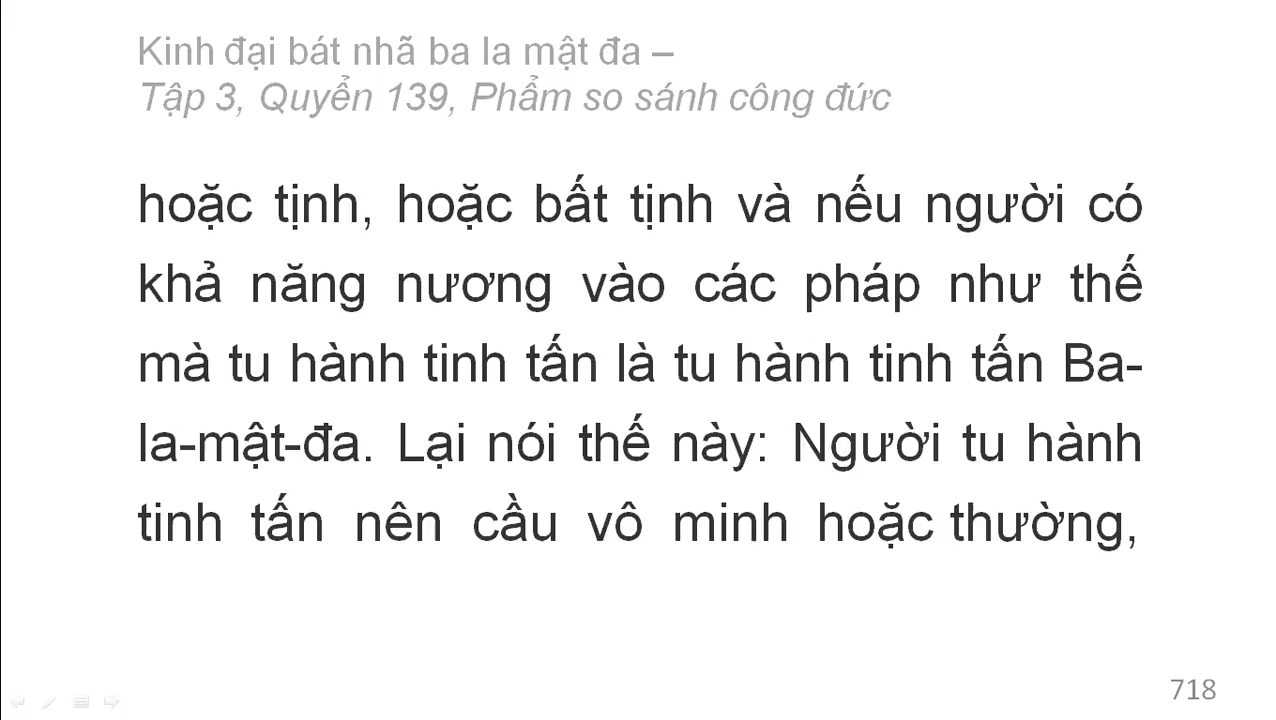 Kinh đại bát nhã ba la mật đa –
Tập 3, Quyển 139, Phẩm so sánh công đức
hoặc tịnh, hoặc bất tịnh và nếu người có
khả năng nương vào các pháp như thế
mà tu hành tinh tấn là tu hành tinh tấn Ba-
la-mật-đa. Lại nói thế này: Người tu hành
tinh tấn nên cầu vô minh hoặc thường,
718